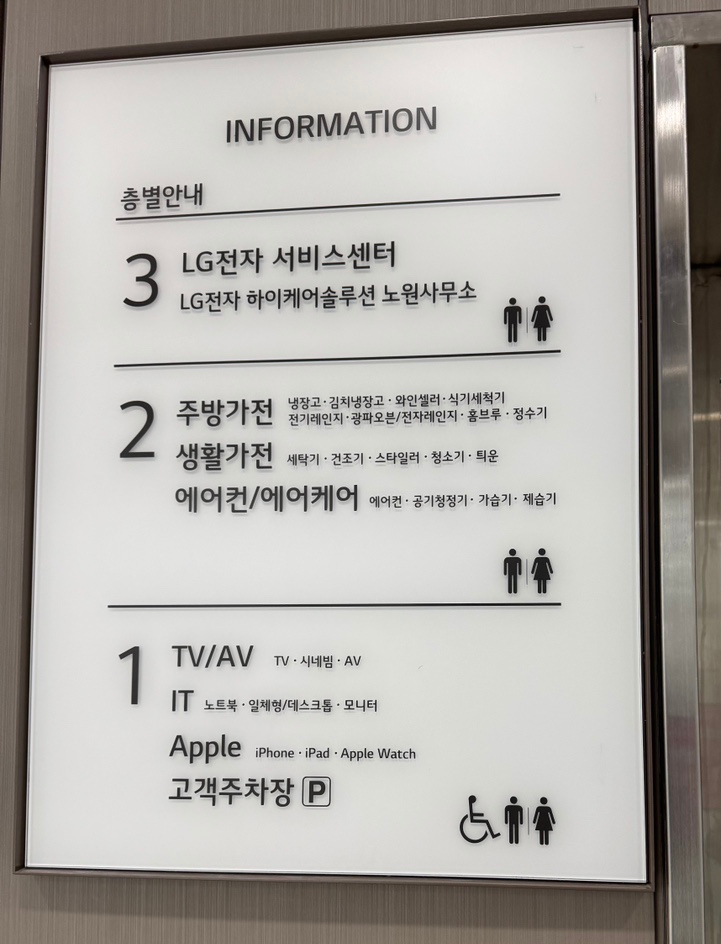 INFORMATION
층별안내
3 LG전자 서비스센터
LG전자 하이케어솔루션 노원사무소
2 주방가전 냉장고·김치냉장고·와인셀러·식기세척기
전기레인지·광파오븐/전자레인지·홈브루·정수기
생활가전 세탁기·건조기·스타일러·청소기·틔운
에어컨/에어케어 에어컨·공기청정기·가습기·제습기
1 TV/AV TV·시네빔·AV
IT 노트북·일체형/데스크톱·모니터
Apple iPhone·iPad·Apple Watch
고객주차장 P